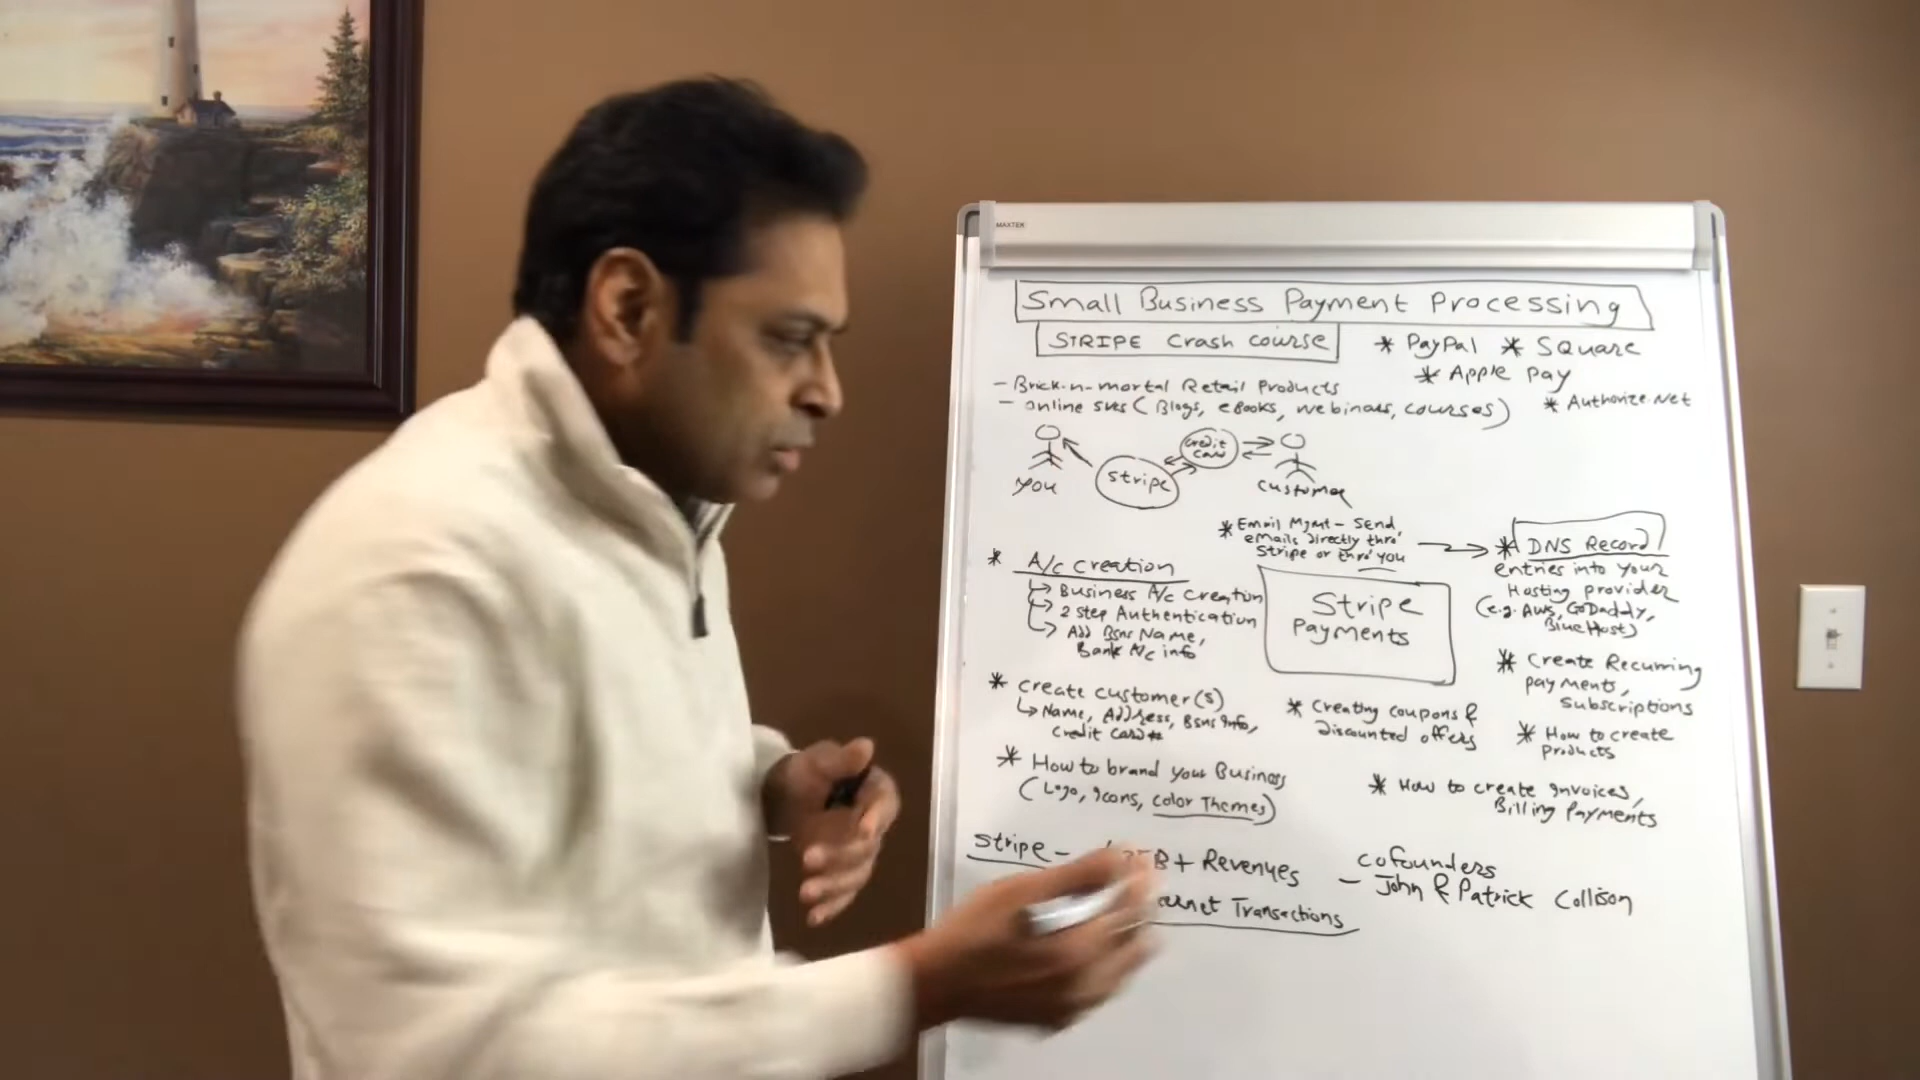 MAXTEK
Small Business Payment Processing
STRIPE Crash course
* PayPal * Square
* Apple Pay
* Authorize.Net
- Brick-n-mortal Retail Products
- online svcs (Blogs, eBooks, webinars, courses)
credit card
stripe
you
customer
* Email Mgmt - Send
emails directly thro'
Stripe or thro' you
* DNS Record
entries into your
Hosting provider
(e.g. AWS, GoDaddy,
BlueHost)
* A/c creation
Business A/c creation
2 step Authentication
Add Bsns Name,
Bank A/c info
Stripe
Payments
* create customer(s)
Name, Address, Bsns Info,
credit card #
* Creating coupons &
discounted offers
* Create Recurring
payments,
Subscriptions
* How to create
products
* How to brand your Business
(Logo, Icons, color Themes)
* How to create invoices,
Billing Payments
Stripe - B+ Revenues
Transactions
cofounders
- John & Patrick Collison